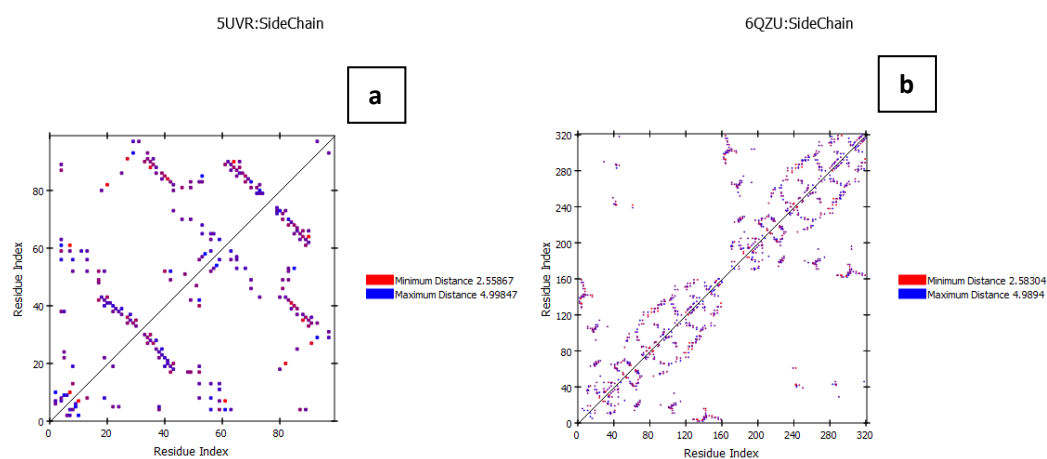 5UVR:SideChain
a
80
60
40
20
0
0
20
40
60
80
Residue Index
Residue Index
Minimum Distance 2.55867
Maximum Distance 4.99847
6QZU:SideChain
b
320
280
240
200
160
120
80
40
0
0
40
80
120
160
200
240
280
320
Residue Index
Residue Index
Minimum Distance 2.58304
Maximum Distance 4.9894